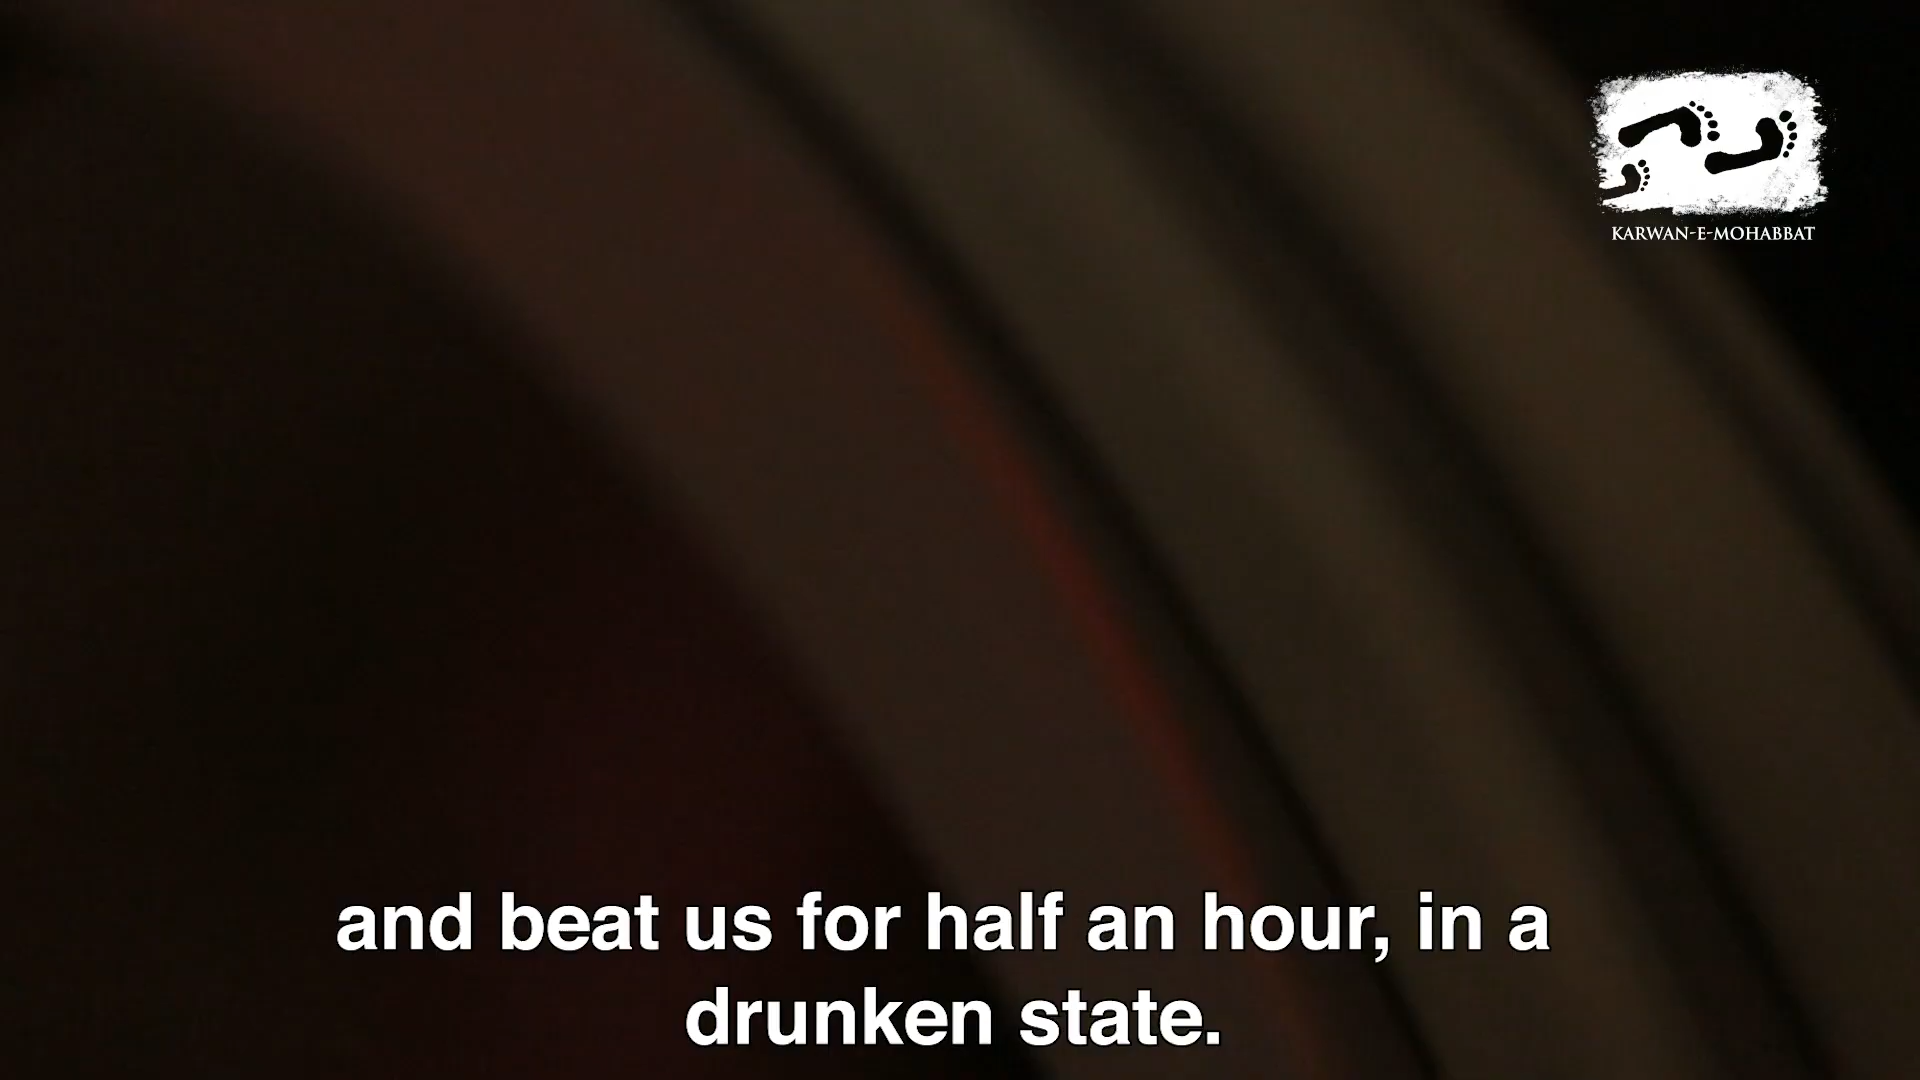 KARWAN-E-MOHABBAT
and beat us for half an hour, in a
drunken state.